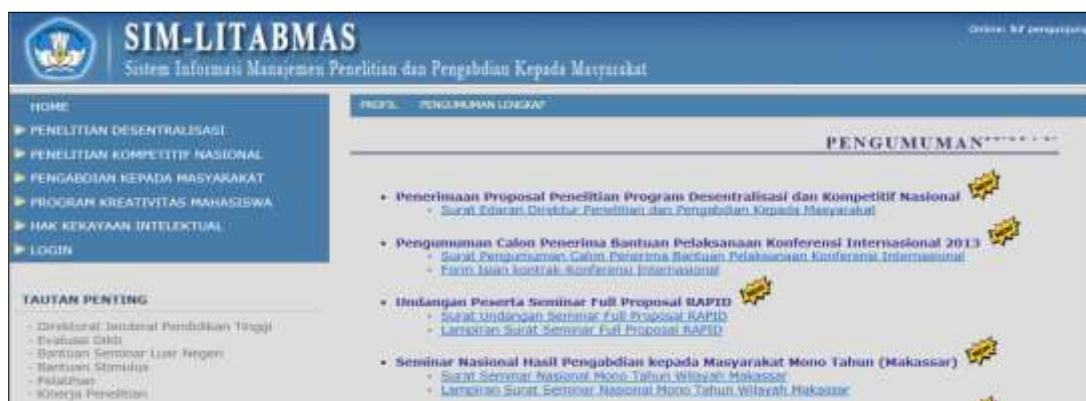 SIM-LITABMAS
Sistem Informasi Manajemen Penelitian dan Pengabdian Kepada Masyarakat
Online: pengunjung
HOME
PENELITIAN DESENTRALISASI
PENELITIAN KOMPETITIF NASIONAL
PENGABDIAN KEPADA MASYARAKAT
PROGRAM KREATIVITAS MAHASISWA
HAK KEKAYAAN INTELEKTUAL
LOGIN
TAUTAN PENTING
- Direktorat Jenderal Pendidikan Tinggi
- Evaluasi Dikti
- Bantuan Seminar Luar Negeri
- Bantuan Stimulus
- Pelatihan
- Kinerja Penelitian
PROFIL PENGUMUMAN LENGKAP
PENGUMUMAN
• Penerimaan Proposal Penelitian Program Desentralisasi dan Kompetitif Nasional
◦ Surat Edaran Direktur Penelitian dan Pengabdian Kepada Masyarakat
• Pengumuman Calon Penerima Bantuan Pelaksanaan Konferensi Internasional 2013
◦ Surat Pengumuman Calon Penerima Bantuan Pelaksanaan Konferensi Internasional
◦ Form Isian kontrak Konferensi Internasional
• Undangan Peserta Seminar Full Proposal RAPID
◦ Surat Undangan Seminar Full Proposal RAPID
◦ Lampiran Surat Seminar Full Proposal RAPID
• Seminar Nasional Hasil Pengabdian kepada Masyarakat Mono Tahun (Makassar)
◦ Surat Seminar Nasional Mono Tahun Wilayah Makassar
◦ Lampiran Surat Seminar Nasional Mono Tahun Wilayah Makassar